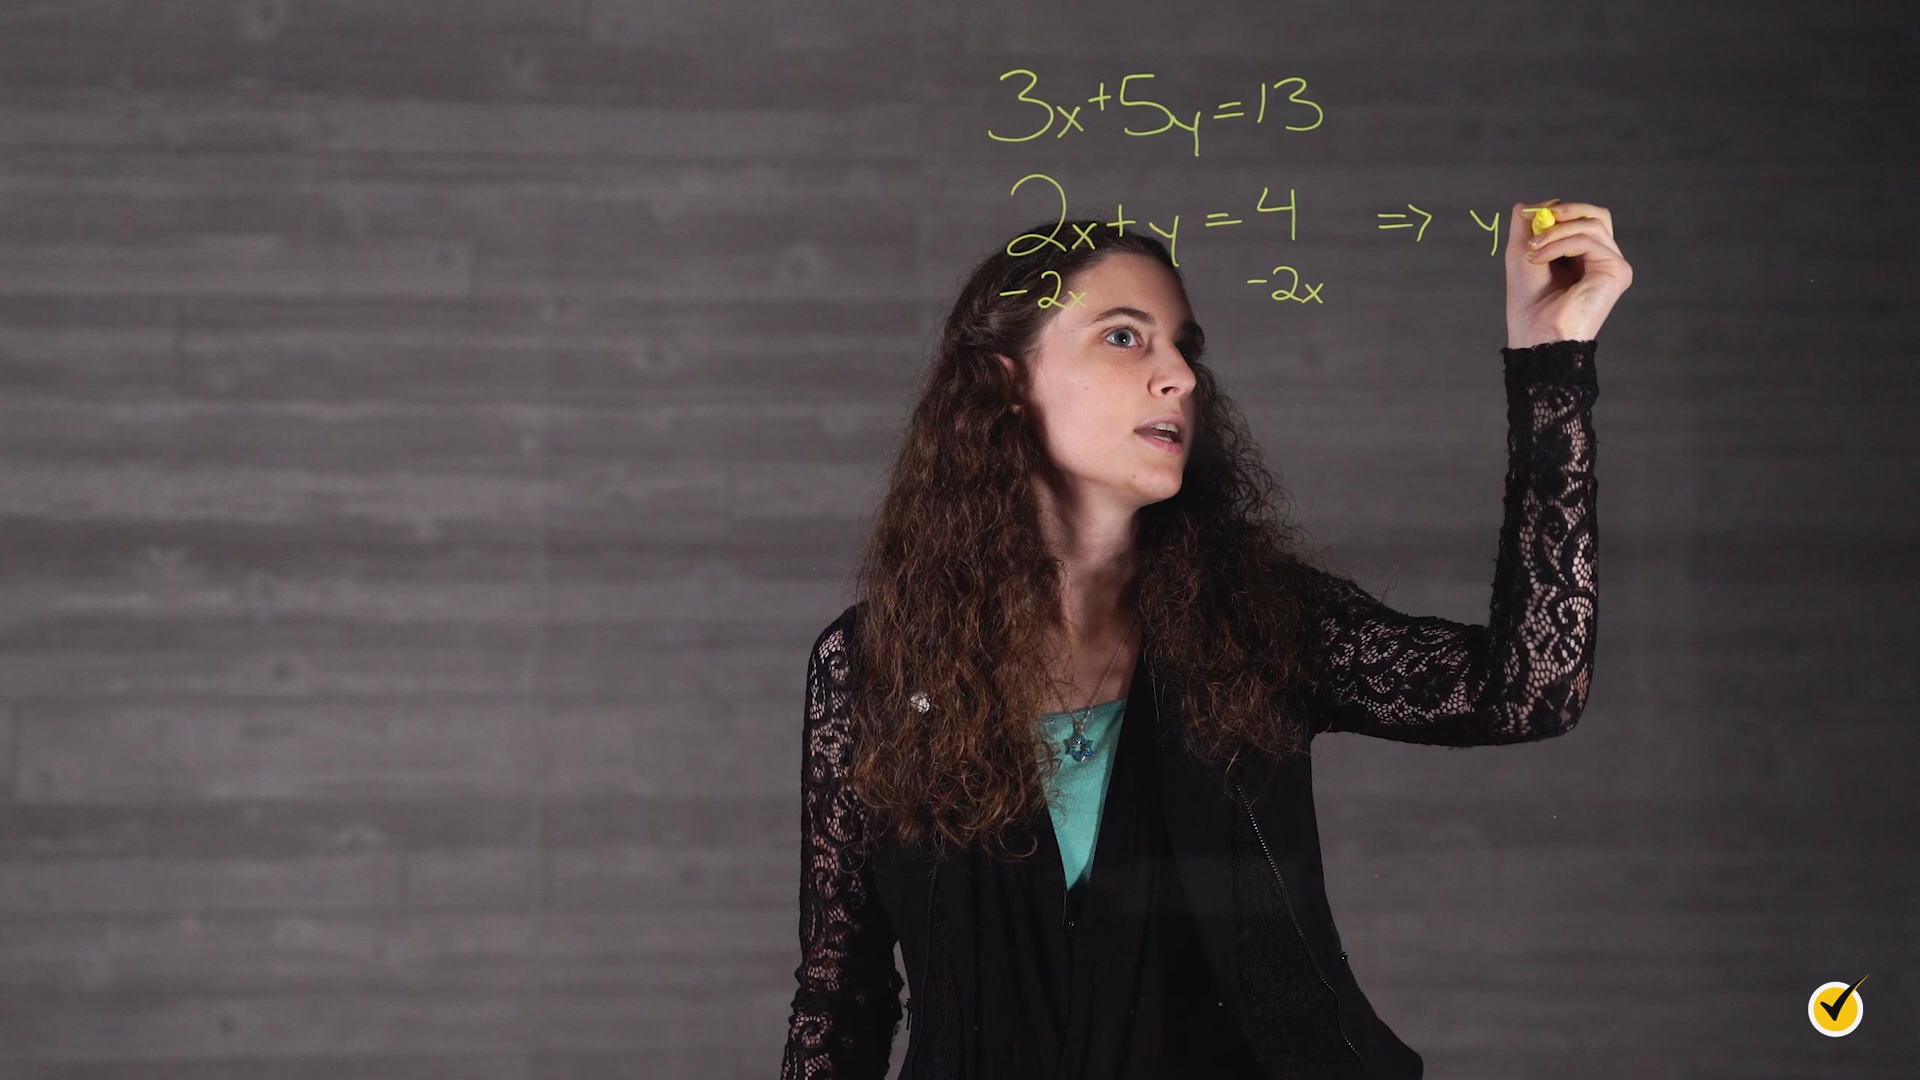 3x+5y=13
2x+y=4 => y
-2x -2x